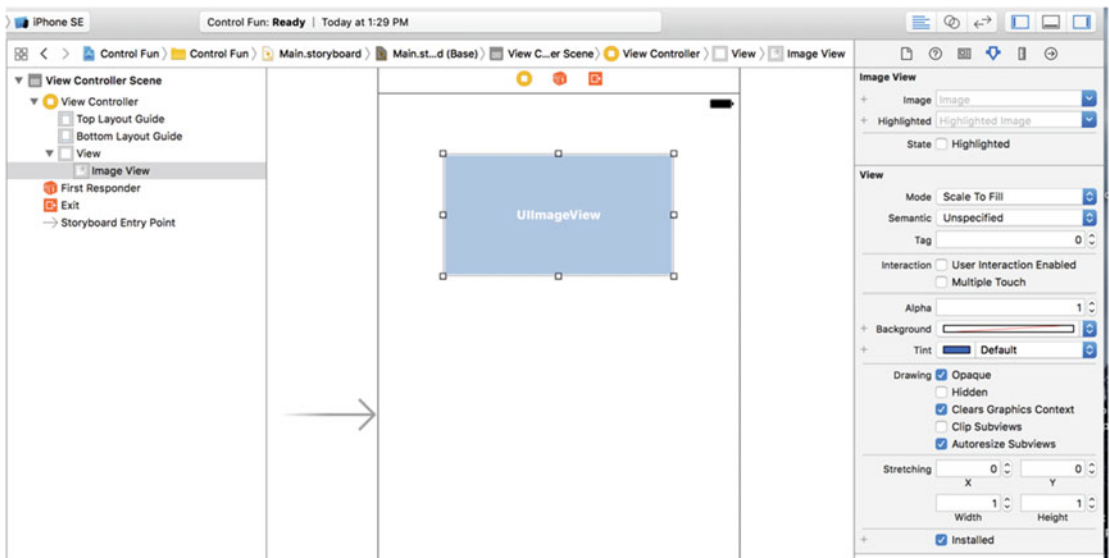 iPhone SE
Control Fun: Ready | Today at 1:29 PM
Control Fun
Control Fun
Main.storyboard
Main.st...d (Base)
View C...er Scene
View Controller
View
Image View
View Controller Scene
View Controller
Top Layout Guide
Bottom Layout Guide
View
Image View
First Responder
Exit
Storyboard Entry Point
UIImageView
Image View
Image Image
Highlighted Highlighted Image
State Highlighted
View
Mode Scale To Fill
Semantic Unspecified
Tag 0
Interaction User Interaction Enabled
Multiple Touch
Alpha 1
Background
Tint Default
Drawing Opaque
Hidden
Clears Graphics Context
Clip Subviews
Autoresize Subviews
Stretching 0 0
X Y
1 1
Width Height
Installed